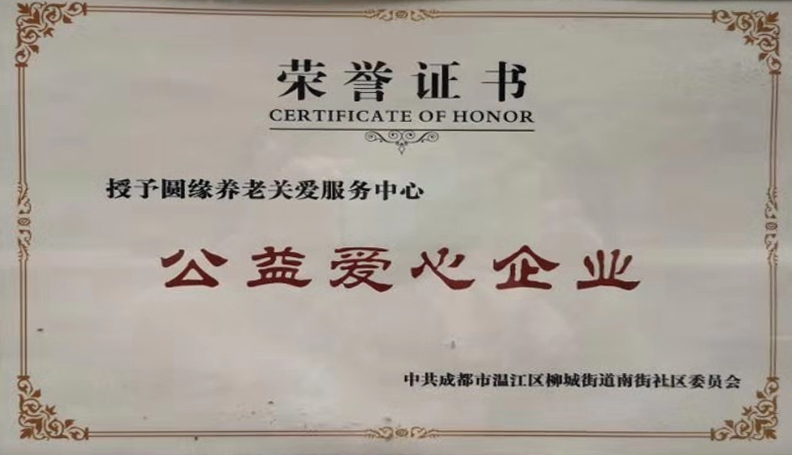 荣誉证书
CERTIFICATE OF HONOR
授予圆缘养老关爱服务中心
公益爱心企业
中共成都市温江区柳城街道南街社区委员会